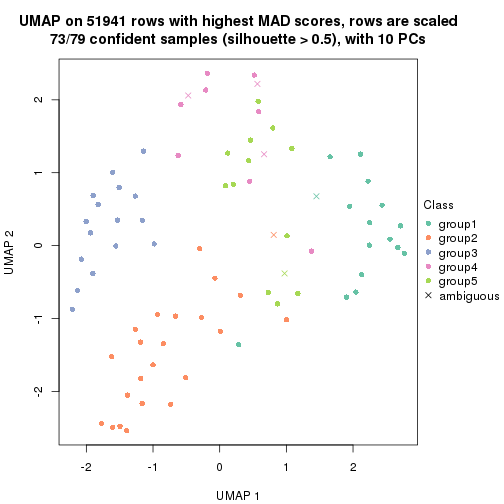 UMAP on 51941 rows with highest MAD scores, rows are scaled
73/79 confident samples (silhouette > 0.5), with 10 PCs
2
1
0
-1
-2
UMAP 2
-2
-1
0
1
2
UMAP 1
Class
group1
group2
group3
group4
group5
ambiguous